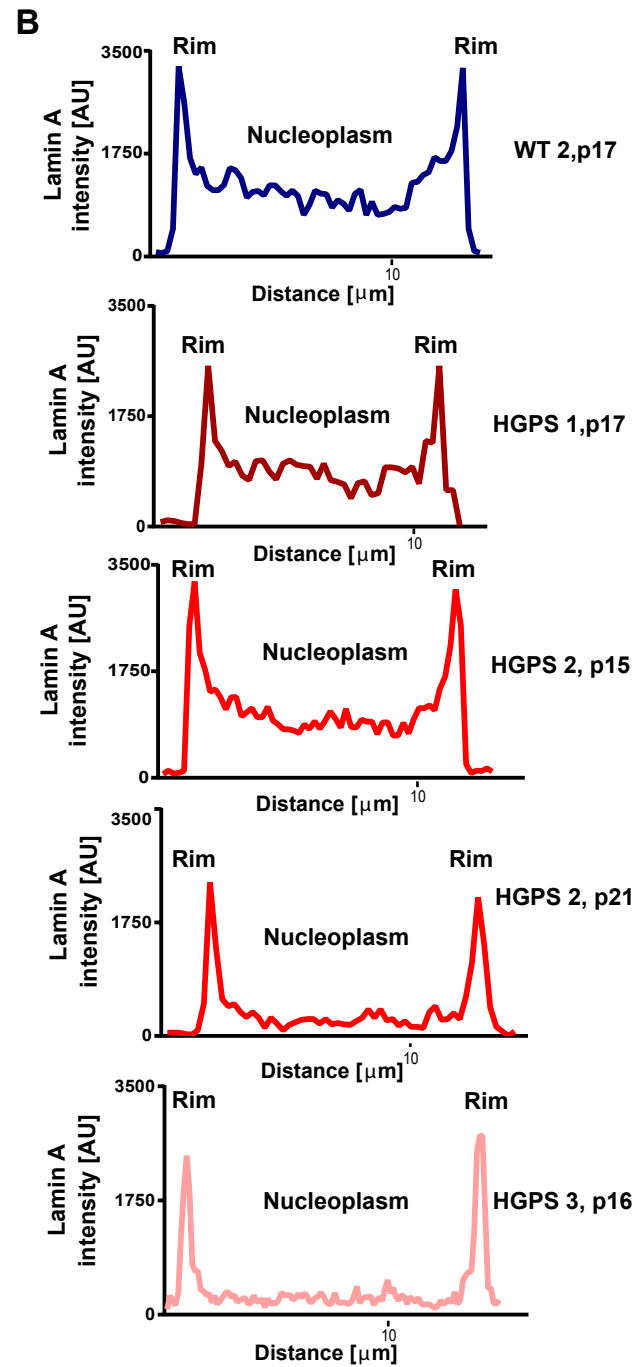 B
3500
Rim
Rim
Lamin A
intensity [AU]
Nucleoplasm
WT 2,p17
1750
0
10
Distance [μm]
3500
Rim
Rim
Lamin A
intensity [AU]
Nucleoplasm
HGPS 1,p17
1750
0
10
Distance [μm]
3500
Rim
Rim
Lamin A
intensity [AU]
Nucleoplasm
HGPS 2, p15
1750
0
10
Distance [μm]
3500
Rim
Rim
Lamin A
intensity [AU]
HGPS 2, p21
1750
Nucleoplasm
0
10
Distance [μm]
3500
Rim
Rim
Lamin A
intensity [AU]
1750
Nucleoplasm
HGPS 3, p16
0
10
Distance [μm]